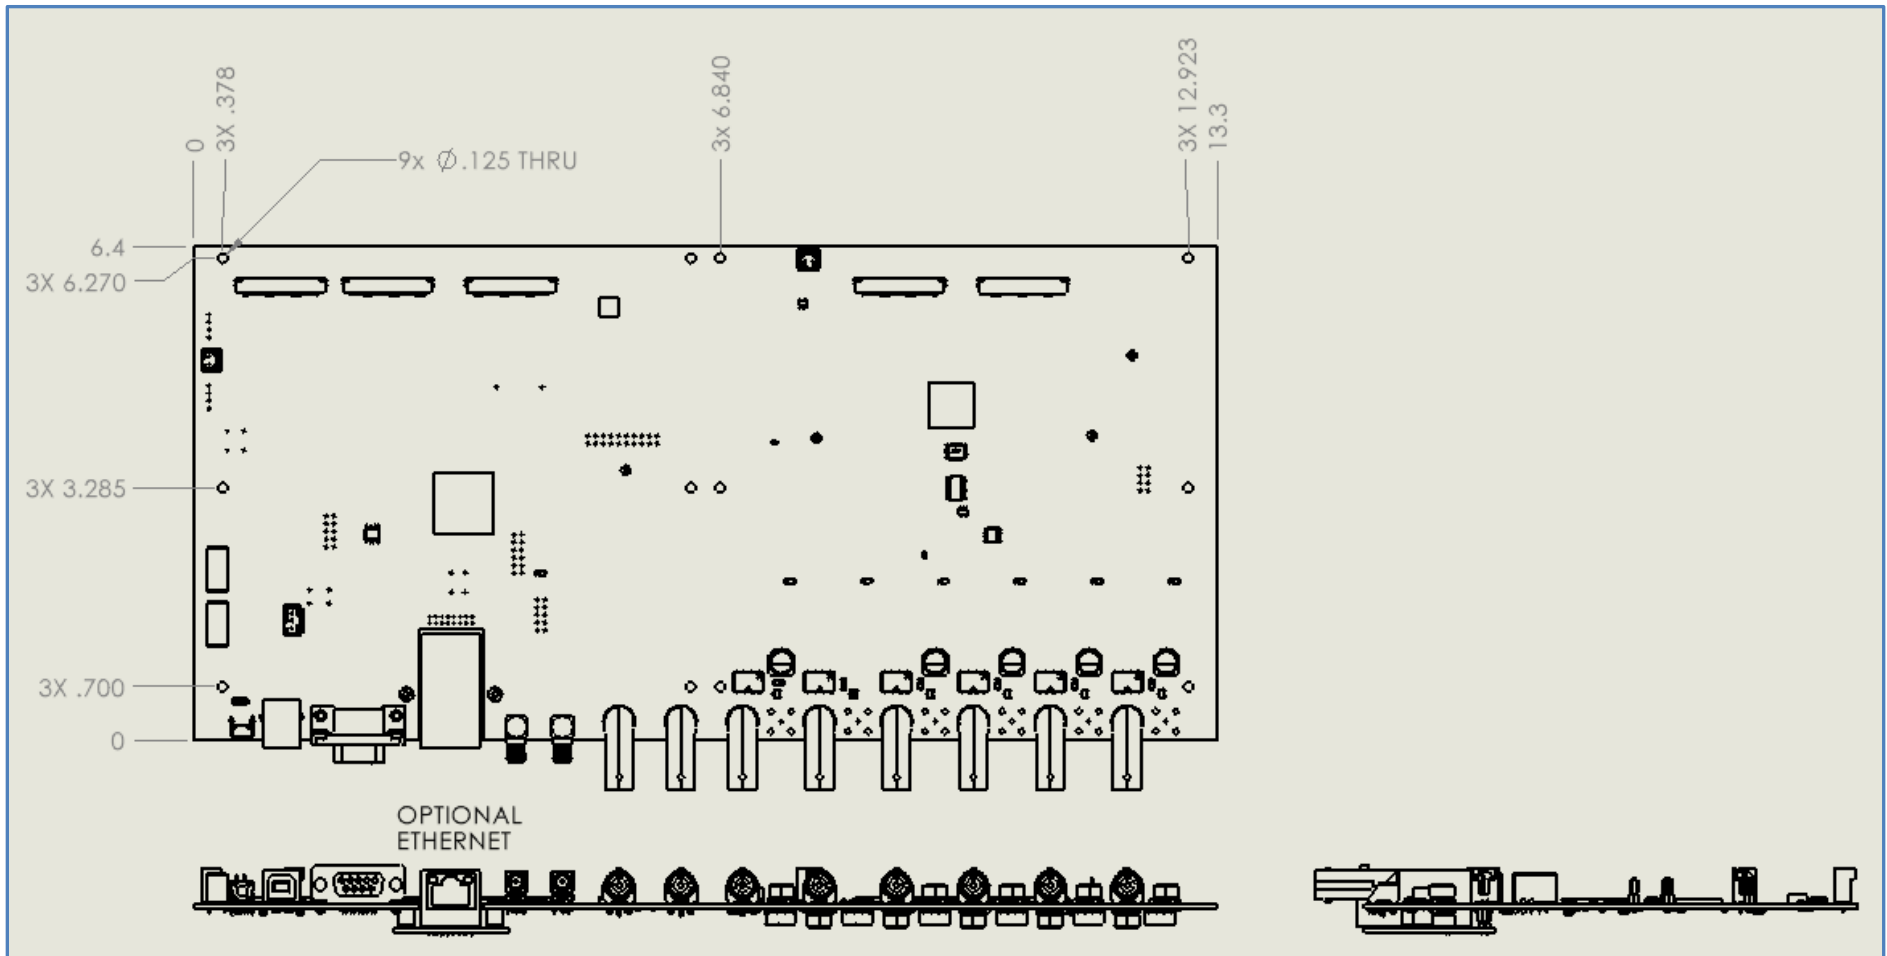 0
3X .378
3x 6.840
3X 12.923
13.3
9x Ø.125 THRU
6.4
3X 6.270
3X 3.285
3X .700
0
OPTIONAL
ETHERNET